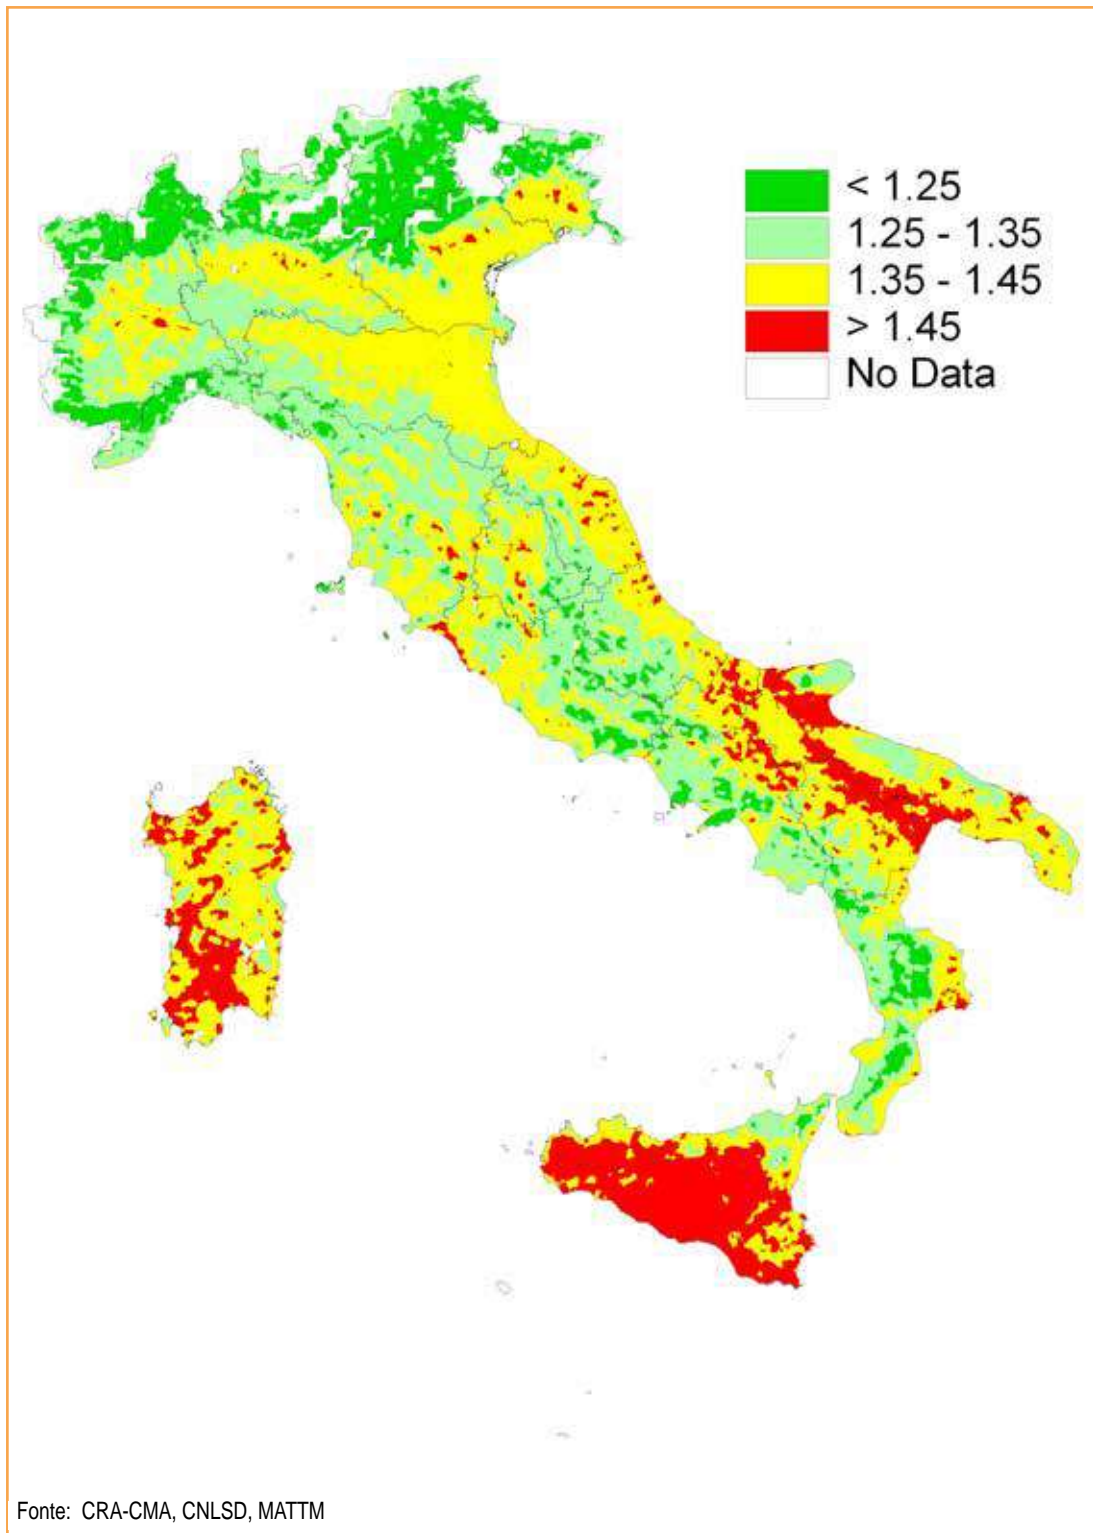 < 1.25
1.25 - 1.35
1.35 - 1.45
> 1.45
No Data
Fonte: CRA-CMA, CNLSD, MATTM